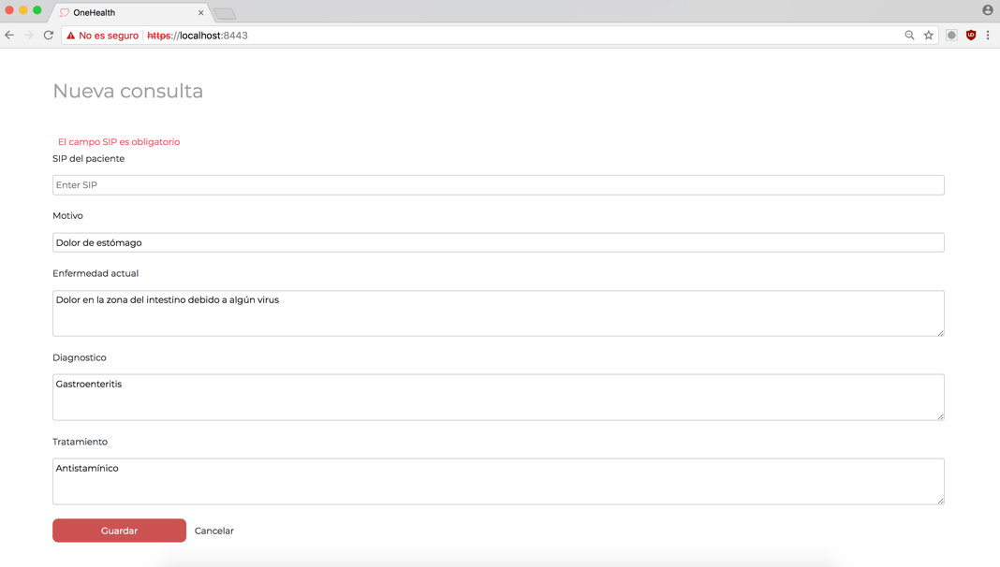 OneHealth
No es seguro https://localhost:8443
Nueva consulta
El campo SIP es obligatorio
SIP del paciente
Enter SIP
Motivo
Dolor de estómago
Enfermedad actual
Dolor en la zona del intestino debido a algún virus
Diagnostico
Gastroenteritis
Tratamiento
Antistamínico
Guardar Cancelar